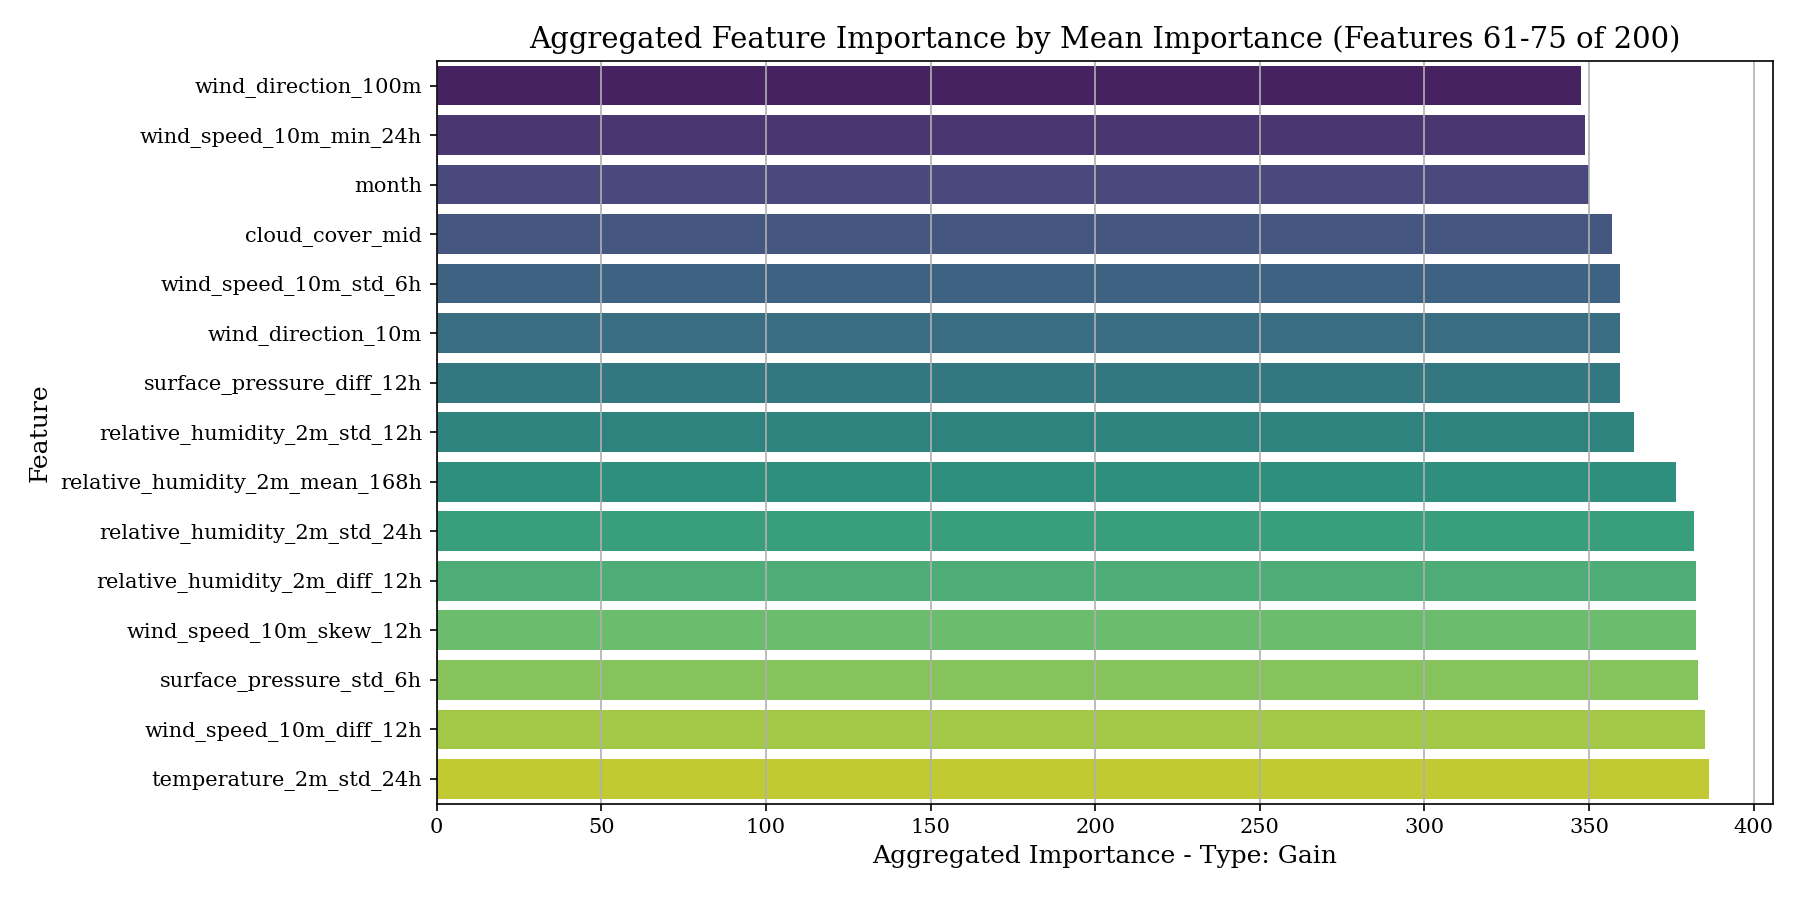 Aggregated Feature Importance by Mean Importance (Features 61-75 of 200)
Feature
wind_direction_100m
wind_speed_10m_min_24h
month
cloud_cover_mid
wind_speed_10m_std_6h
wind_direction_10m
surface_pressure_diff_12h
relative_humidity_2m_std_12h
relative_humidity_2m_mean_168h
relative_humidity_2m_std_24h
relative_humidity_2m_diff_12h
wind_speed_10m_skew_12h
surface_pressure_std_6h
wind_speed_10m_diff_12h
temperature_2m_std_24h
0 50 100 150 200 250 300 350 400
Aggregated Importance - Type: Gain